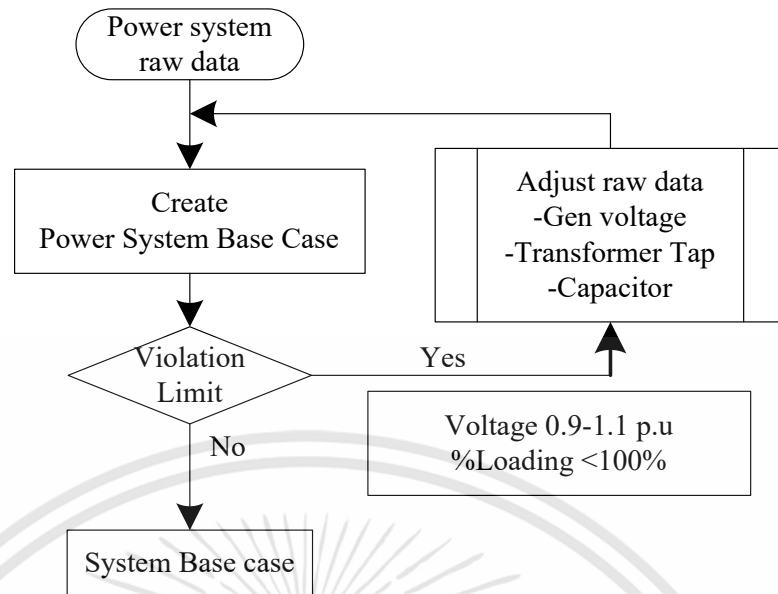 Power system
raw data
Create
Power System Base Case
Adjust raw data
-Gen voltage
-Transformer Tap
-Capacitor
Violation
Limit
Yes
No
Voltage 0.9-1.1 p.u
%Loading <100%
System Base case